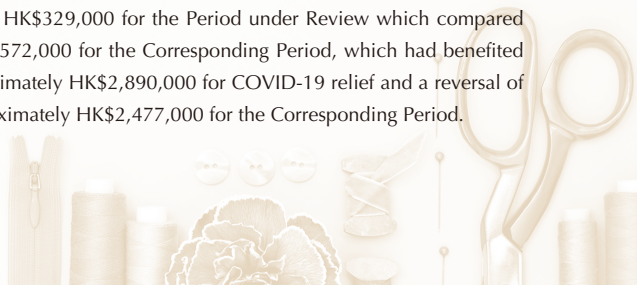 HK$329,000 for the Period under Review which compared
572,000 for the Corresponding Period, which had benefited
HK$2,890,000 for COVID-19 relief and a reversal of
HK$2,477,000 for the Corresponding Period.